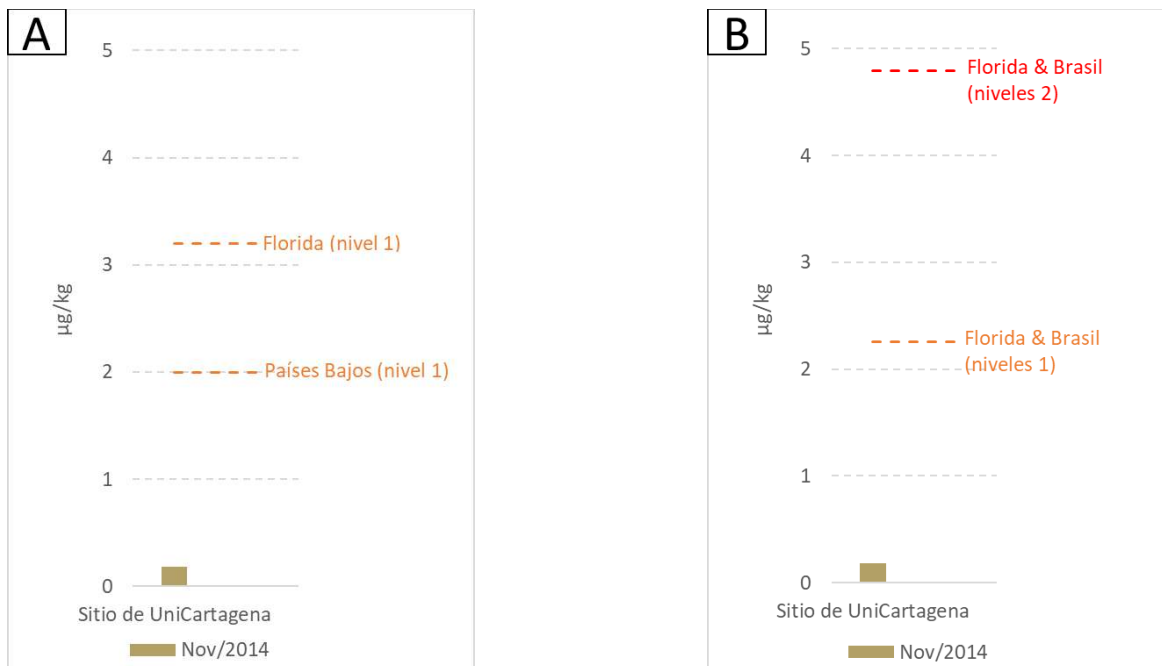 A
5
4
Florida (nivel 1)
3
µg/kg
2
Países Bajos (nivel 1)
1
0
Sitio de UniCartagena
Nov/2014
B
5
Florida & Brasil
(niveles 2)
4
3
µg/kg
Florida & Brasil
(niveles 1)
2
1
0
Sitio de UniCartagena
Nov/2014